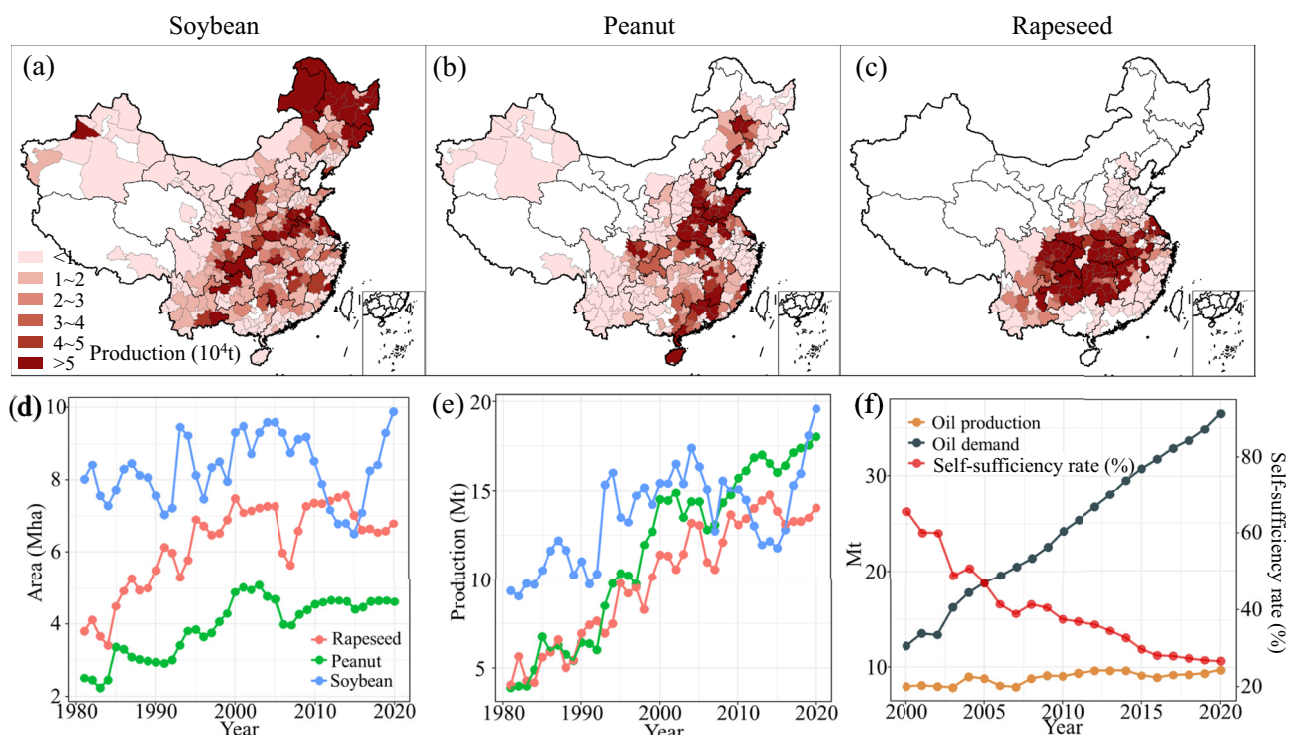 Soybean
Peanut
Rapeseed
(a)
(b)
(c)
<1
1~2
2~3
3~4
4~5
>5
Production (10⁴t)
(d)
10
8
6
4
2
Area (Mha)
Rapeseed
Peanut
Soybean
1980
1990
2000
2010
2020
Year
(e)
20
15
10
5
Production (Mt)
1980
1990
2000
2010
2020
Year
(f)
Oil production
Oil demand
Self-sufficiency rate (%)
30
20
10
Mt
80
60
40
20
Self-sufficiency rate (%)
2000
2005
2010
2015
2020
Year